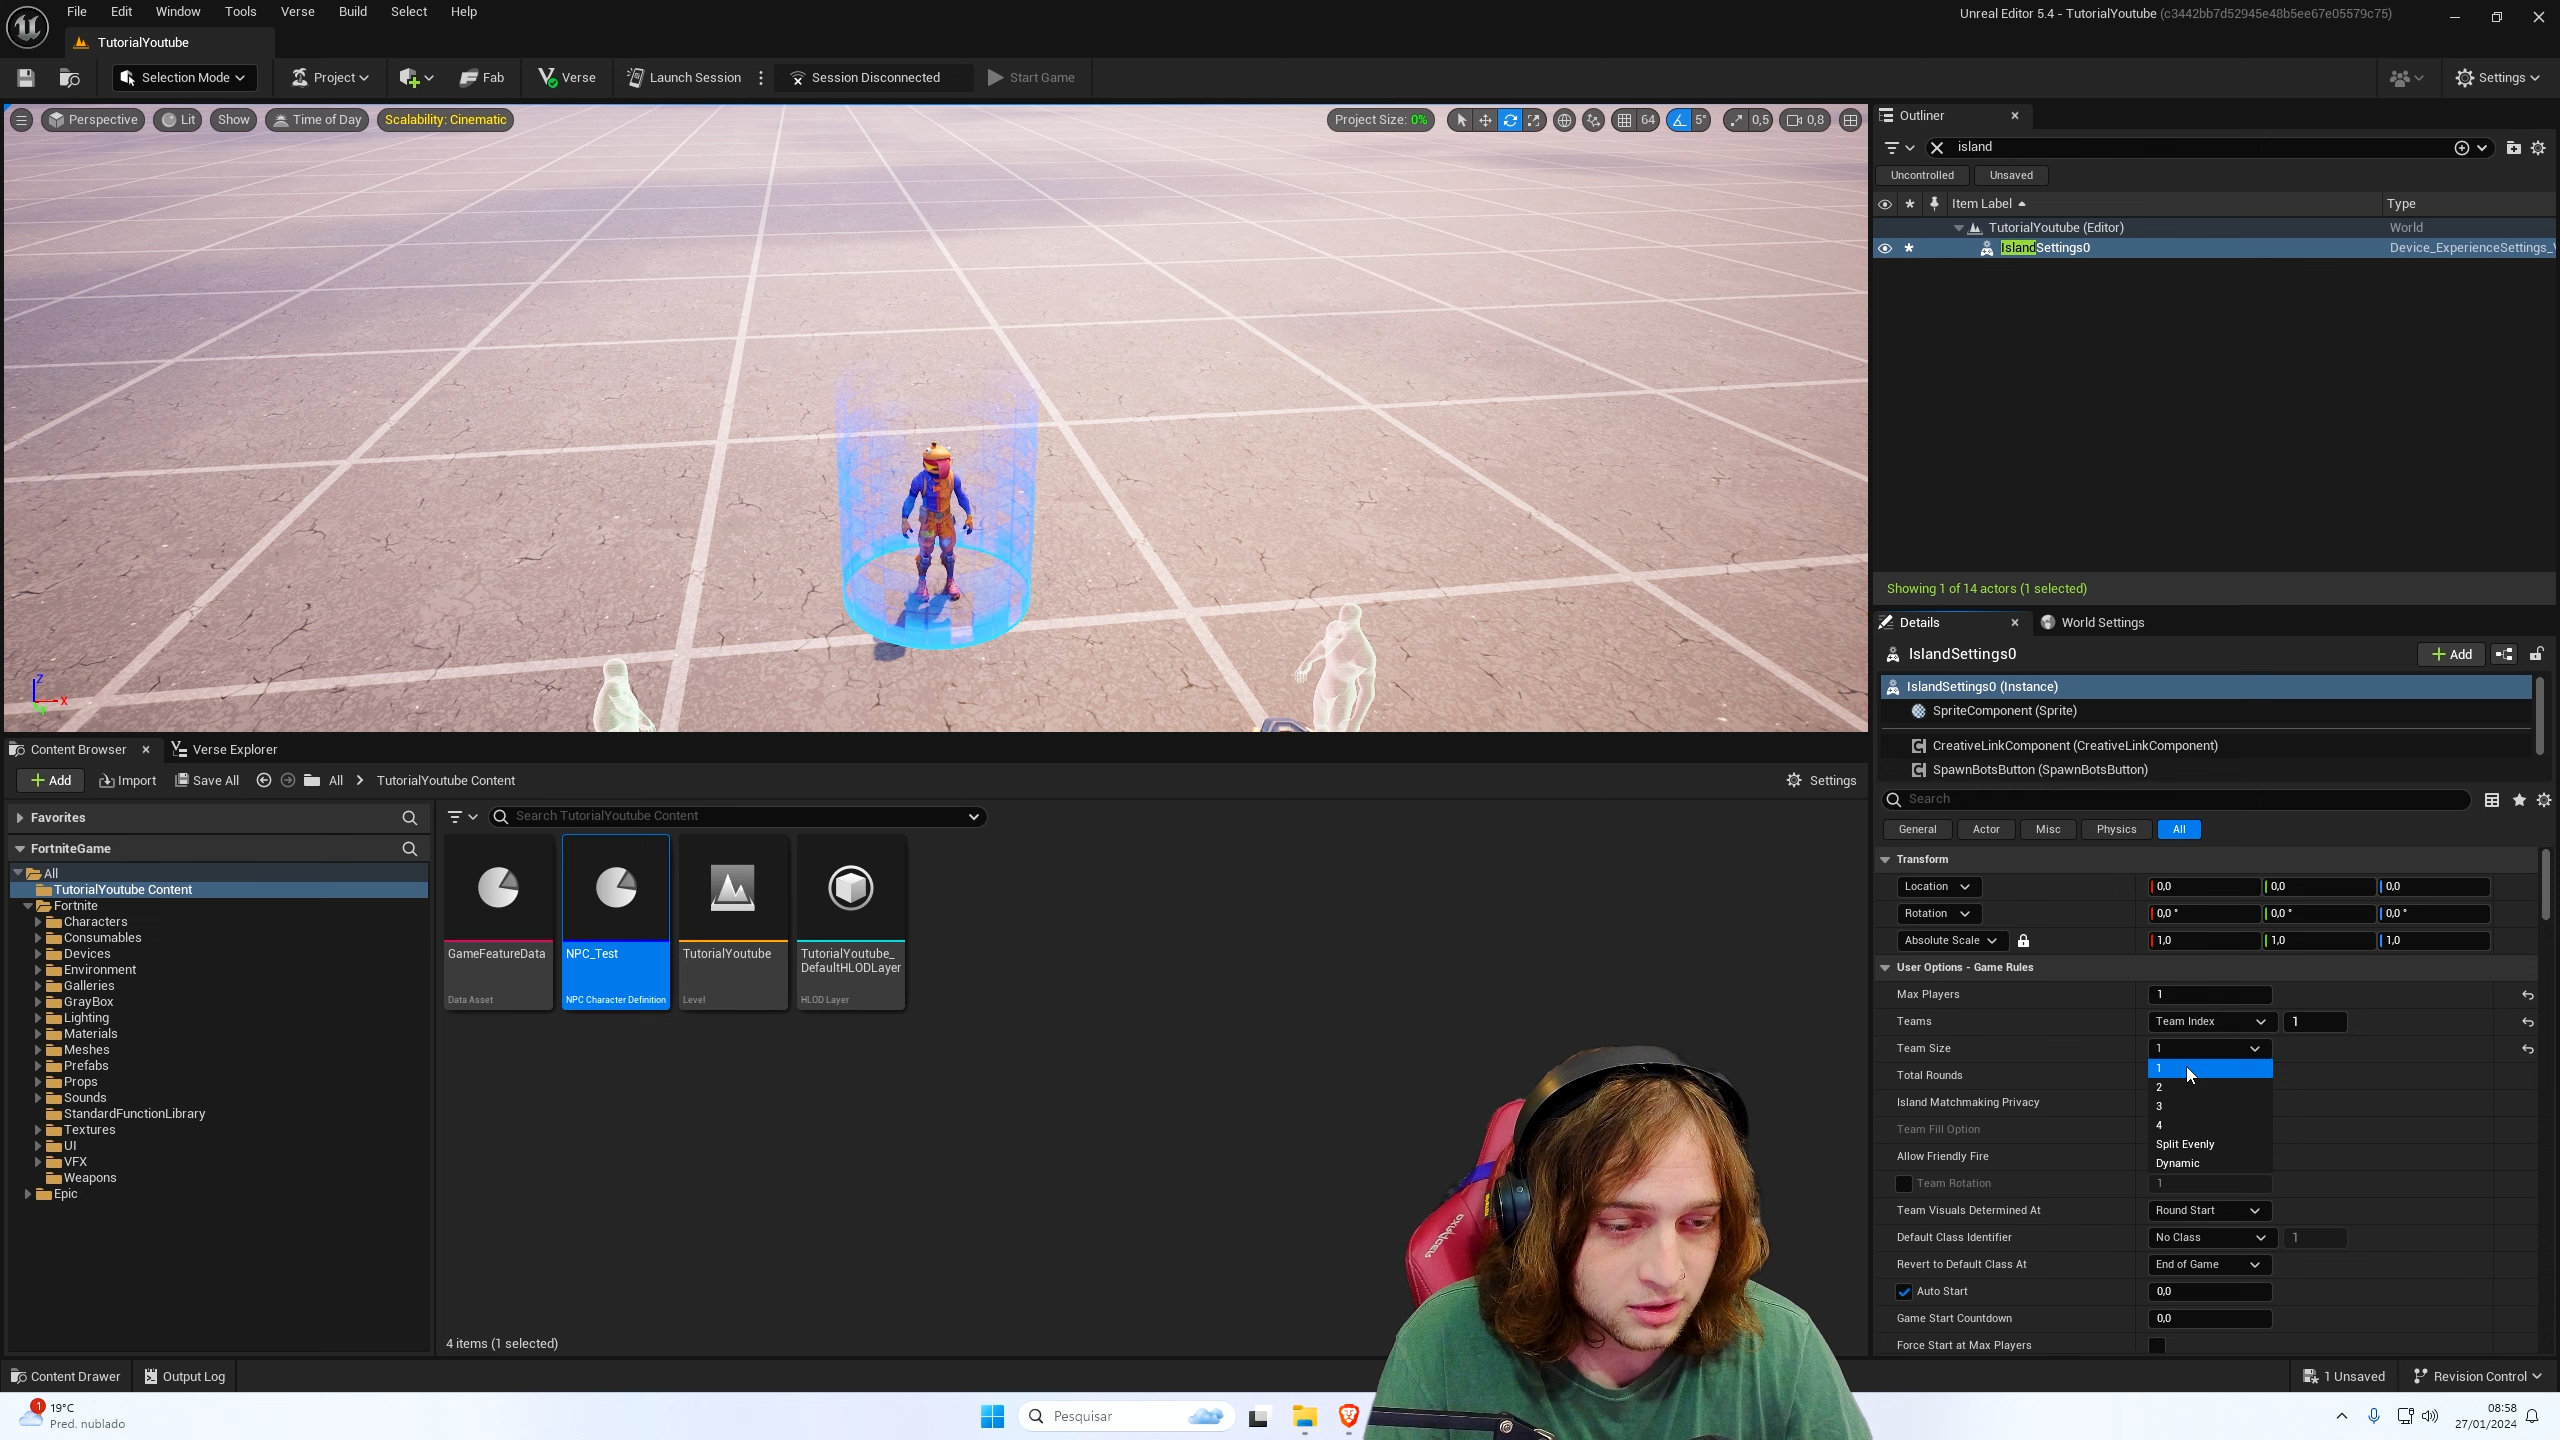 File Edit Window Tools Verse Build Select Help
Unreal Editor 5.4 - TutorialYoutube (c3442bb7d52945e48b5ee67e05579c75)
TutorialYoutube
Selection Mode Project Fab Verse Launch Session Session Disconnected Start Game Settings
Perspective Lit Show Time of Day Scalability: Cinematic
Project Size: 0% 64 5° 0,5 0,8
Outliner
island
Uncontrolled Unsaved
Item Label Type
TutorialYoutube (Editor) World
IslandSettings0 Device_ExperienceSettings_V
Showing 1 of 14 actors (1 selected)
Details World Settings
IslandSettings0 Add
IslandSettings0 (Instance)
SpriteComponent (Sprite)
CreativeLinkComponent (CreativeLinkComponent)
SpawnBotsButton (SpawnBotsButton)
Search
General Actor Misc Physics All
Transform
Location 0,0 0,0 0,0
Rotation 0,0 ° 0,0 ° 0,0 °
Absolute Scale 1,0 1,0 1,0
User Options - Game Rules
Max Players 1
Teams Team Index 1
Team Size 1
1
2
3
4
Split Evenly
Dynamic
Total Rounds
Island Matchmaking Privacy
Team Fill Option
Allow Friendly Fire
Team Rotation 1
Team Visuals Determined At Round Start
Default Class Identifier No Class 1
Revert to Default Class At End of Game
Auto Start 0,0
Game Start Countdown 0,0
Force Start at Max Players
Z
X
Content Browser Verse Explorer
Add Import Save All All TutorialYoutube Content Settings
Favorites
FortniteGame
All
TutorialYoutube Content
Fortnite
Characters
Consumables
Devices
Environment
Galleries
GrayBox
Lighting
Materials
Meshes
Prefabs
Props
Sounds
StandardFunctionLibrary
Textures
UI
VFX
Weapons
Epic
Search TutorialYoutube Content
GameFeatureData
Data Asset
NPC_Test
NPC Character Definition
TutorialYoutube
Level
TutorialYoutube_
DefaultHLODLayer
HLOD Layer
4 items (1 selected)
DXRACER
Content Drawer Output Log 1 Unsaved Revision Control
1
19°C
Pred. nublado
Pesquisar
08:58
27/01/2024